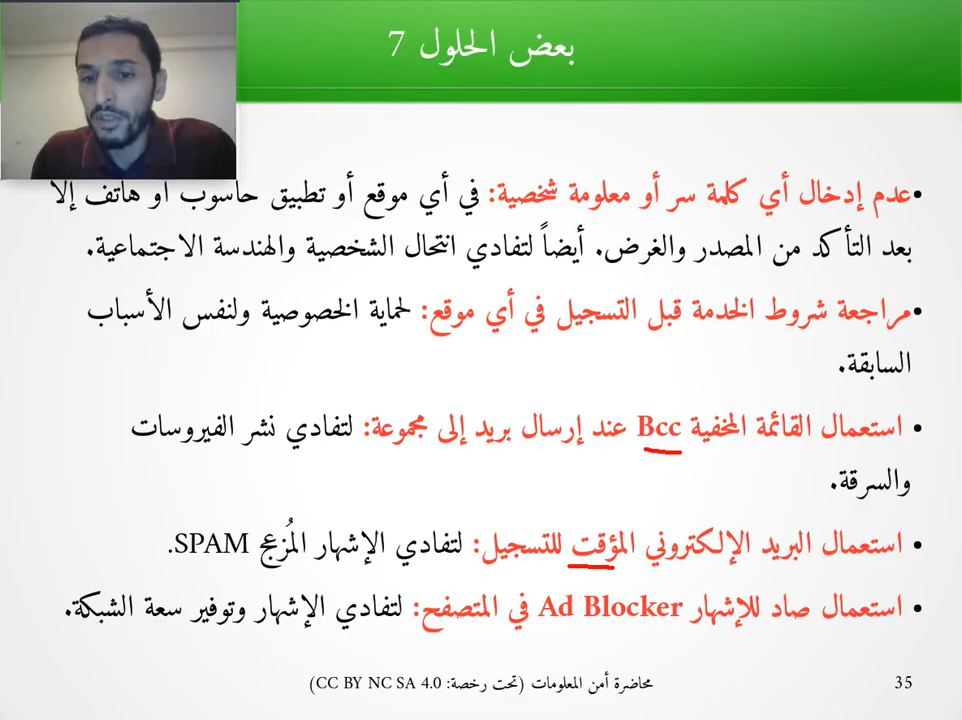 بعض الحلول 7
•عدم إدخال أي كلمة سر أو معلومة شخصية: في أي موقع أو تطبيق حاسوب أو هاتف إلا
بعد التأكد من المصدر والغرض. أيضاً لتفادي انتحال الشخصية والهندسة الاجتماعية.
•مراجعة شروط الخدمة قبل التسجيل في أي موقع: لحماية الخصوصية ولنفس الأسباب
السابقة.
• استعمال القائمة المخفية Bcc عند إرسال بريد إلى مجموعة: لتفادي نشر الفيروسات
والسرقة.
• استعمال البريد الإلكتروني المؤقت للتسجيل: لتفادي الإشهار المُزعج SPAM.
• استعمال صاد للإشهار Ad Blocker في المتصفح: لتفادي الإشهار وتوفير سعة الشبكة.
محاضرة أمن المعلومات (تحت رخصة: CC BY NC SA 4.0)
35